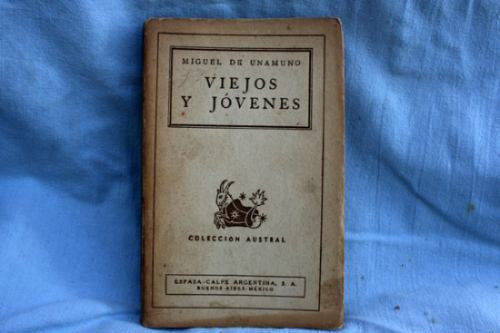 MIGUEL DE UNAMUNO
VIEJOS
Y JÓVENES
COLECCIÓN AUSTRAL
ESPASA-CALPE ARGENTINA, S. A.
BUENOS AIRES-MÉXICO